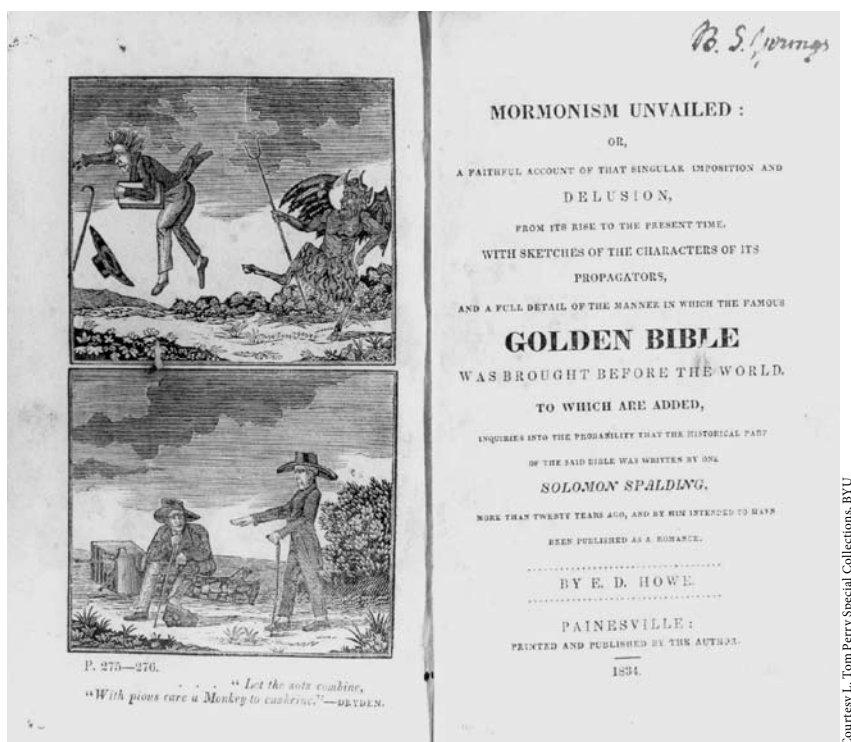 P. 275—276.
. . . . "Let the sots combine,
"With pious care a Monkey to enshrine."—DRYDEN.
B. S.
MORMONISM UNVAILED :
OR,
A FAITHFUL ACCOUNT OF THAT SINGULAR IMPOSITION AND
DELUSION,
FROM ITS RISE TO THE PRESENT TIME.
WITH SKETCHES OF THE CHARACTERS OF ITS
PROPAGATORS,
AND A FULL DETAIL OF THE MANNER IN WHICH THE FAMOUS
GOLDEN BIBLE
WAS BROUGHT BEFORE THE WORLD.
TO WHICH ARE ADDED,
INQUIRIES INTO THE PROBABILITY THAT THE HISTORICAL PART
OF THE SAID BIBLE WAS WRITTEN BY ONE
SOLOMON SPALDING,
MORE THAN TWENTY YEARS AGO, AND BY HIM INTENDED TO HAVE
BEEN PUBLISHED AS A ROMANCE.
BY E. D. HOWE.
PAINESVILLE :
PRINTED AND PUBLISHED BY THE AUTHOR.
1834.
Courtesy L. Tom Perry Special Collections, BYU